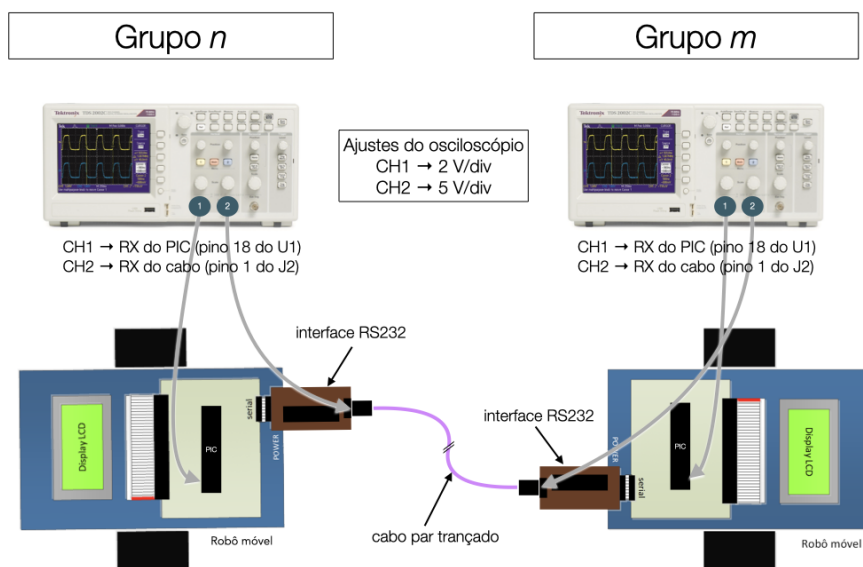 Grupo n
Grupo m
Tektronix
Tektronix
Ajustes do osciloscópio
CH1 → 2 V/div
CH2 → 5 V/div
1
2
1
2
CH1 → RX do PIC (pino 18 do U1)
CH2 → RX do cabo (pino 1 do J2)
CH1 → RX do PIC (pino 18 do U1)
CH2 → RX do cabo (pino 1 do J2)
interface RS232
serial
POWER
Display LCD
PIC
interface RS232
POWER
PIC
Display LCD
serial
cabo par trançado
Robô móvel
Robô móvel